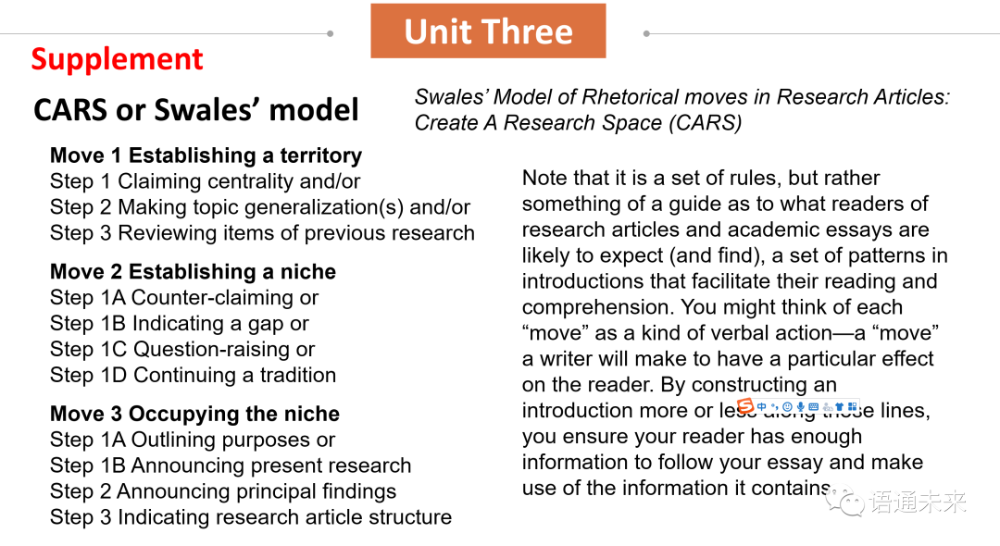 Unit Three
Supplement
CARS or Swales’ model
Swales’ Model of Rhetorical moves in Research Articles:
Create A Research Space (CARS)
Move 1 Establishing a territory
Step 1 Claiming centrality and/or
Step 2 Making topic generalization(s) and/or
Step 3 Reviewing items of previous research
Move 2 Establishing a niche
Step 1A Counter-claiming or
Step 1B Indicating a gap or
Step 1C Question-raising or
Step 1D Continuing a tradition
Move 3 Occupying the niche
Step 1A Outlining purposes or
Step 1B Announcing present research
Step 2 Announcing principal findings
Step 3 Indicating research article structure
Note that it is a set of rules, but rather
something of a guide as to what readers of
research articles and academic essays are
likely to expect (and find), a set of patterns in
introductions that facilitate their reading and
comprehension. You might think of each
“move” as a kind of verbal action—a “move”
a writer will make to have a particular effect
on the reader. By constructing an
introduction more or less along those lines,
you ensure your reader has enough
information to follow your essay and make
use of the information it contains.
S中
语通未来